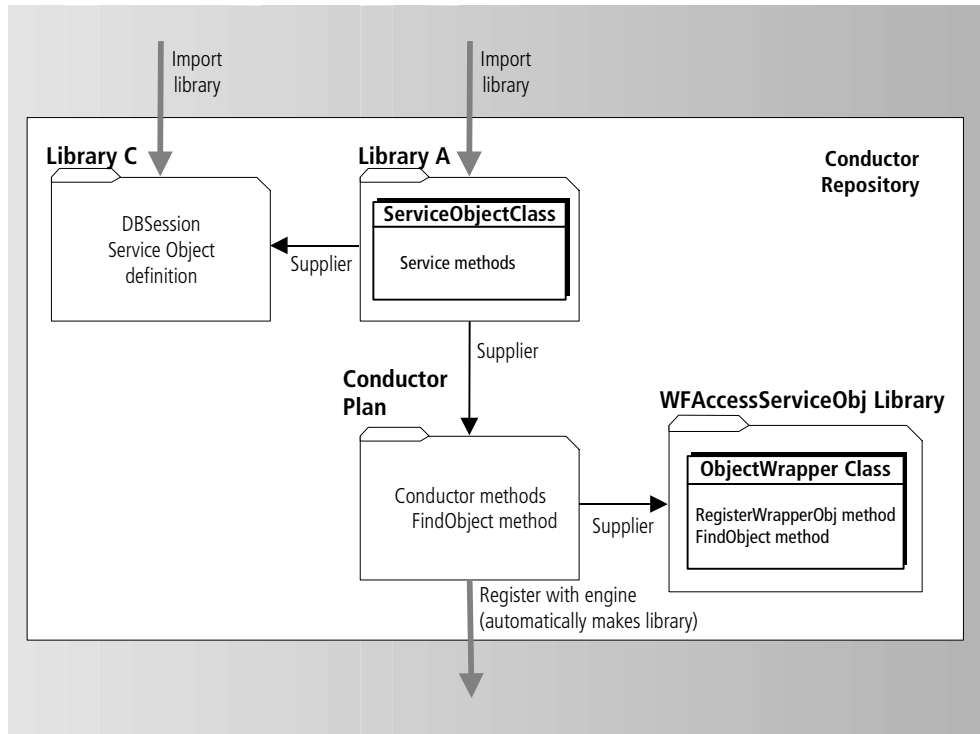 Import
library
Import
library
Library C
Library A
Conductor
Repository
DBSession
Service Object
definition
Supplier
ServiceObjectClass
Service methods
Supplier
Conductor
Plan
WFAccessServiceObj Library
Conductor methods
FindObject method
Supplier
ObjectWrapper Class
RegisterWrapperObj method
FindObject method
Register with engine
(automatically makes library)